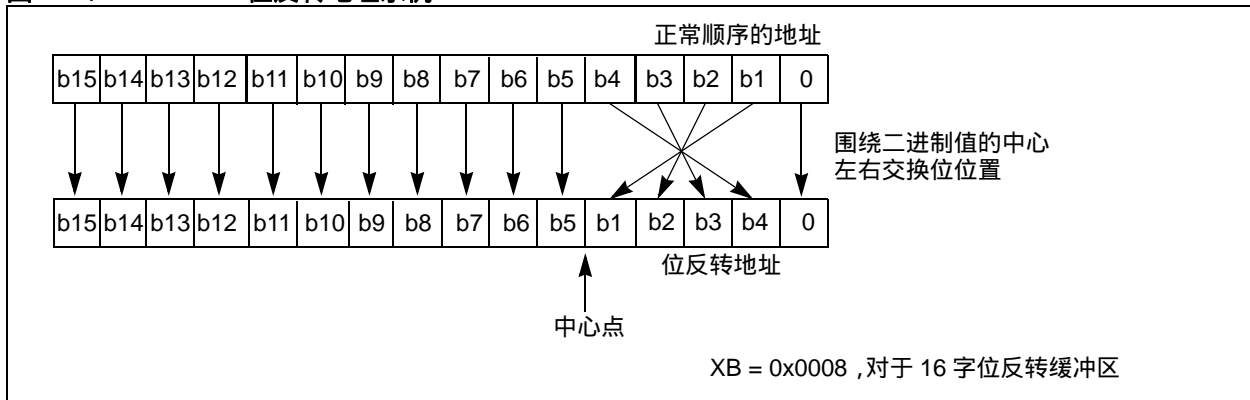 正常顺序的地址
b15 b14 b13 b12 b11 b10 b9 b8 b7 b6 b5 b4 b3 b2 b1 0
围绕二进制值的中心
左右交换位位置
b15 b14 b13 b12 b11 b10 b9 b8 b7 b6 b5 b1 b2 b3 b4 0
位反转地址
中心点
XB = 0x0008 ,对于 16 字位反转缓冲区